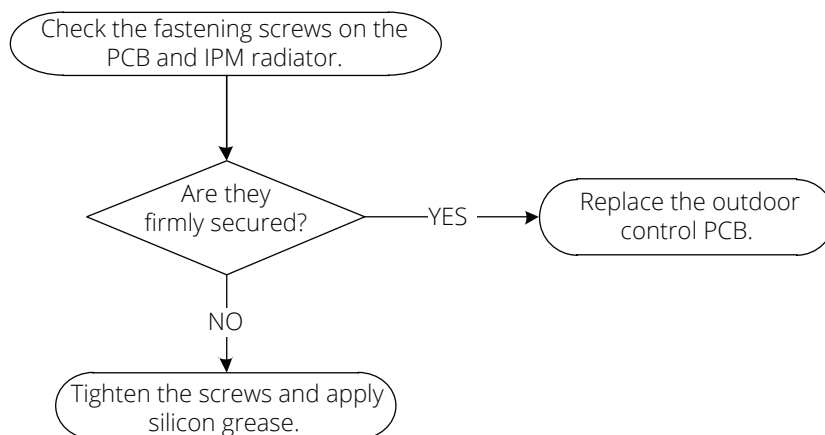 Check the fastening screws on the
PCB and IPM radiator.
Are they
firmly secured?
YES
Replace the outdoor
control PCB.
NO
Tighten the screws and apply
silicon grease.